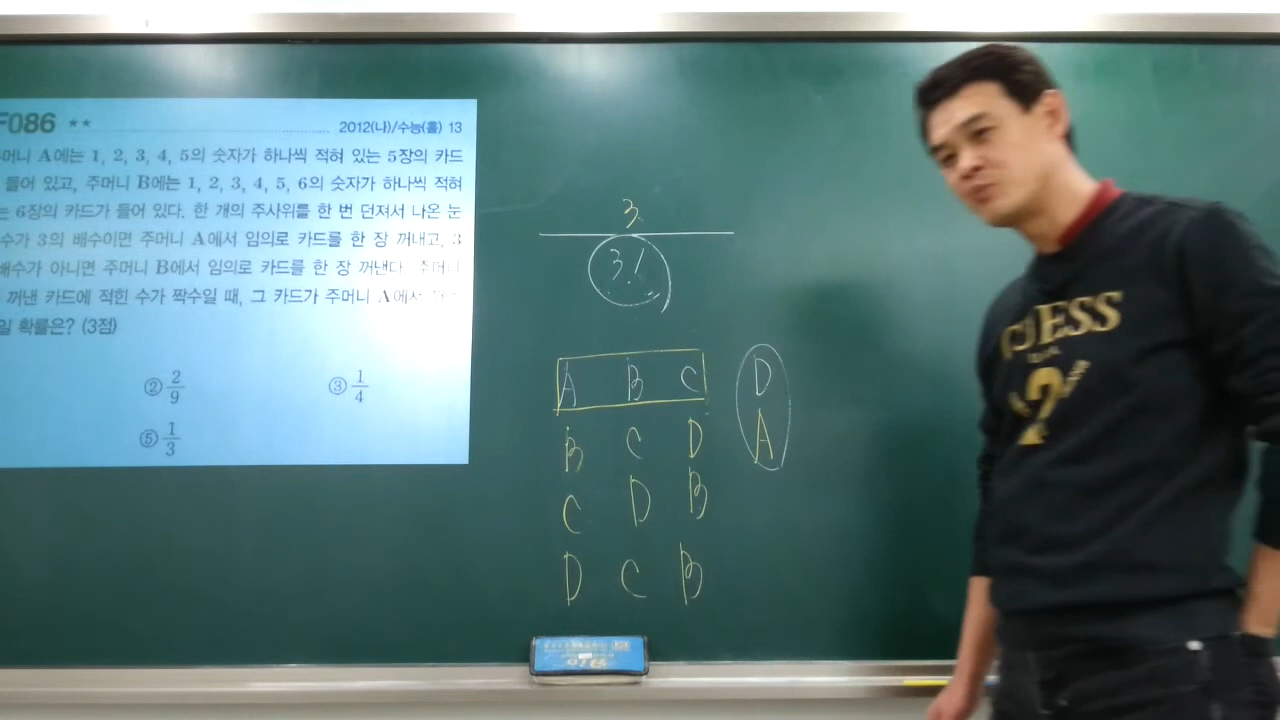 F086 ★★ 2012(나)/수능(홀) 13
머니 A에는 1, 2, 3, 4, 5의 숫자가 하나씩 적혀 있는 5장의 카드
들어 있고, 주머니 B에는 1, 2, 3, 4, 5, 6의 숫자가 하나씩 적혀
는 6장의 카드가 들어 있다. 한 개의 주사위를 한 번 던져서 나온 눈
수가 3의 배수이면 주머니 A에서 임의로 카드를 한 장 꺼내고, 3
배수가 아니면 주머니 B에서 임의로 카드를 한 장 꺼낸다. 주머니
꺼낸 카드에 적힌 수가 짝수일 때, 그 카드가 주머니 A에서
일 확률은? (3점)
② 2/9 ③ 1/4
⑤ 1/3
3
3!
A B C D
B C D A
C D B
D C B
GUESS